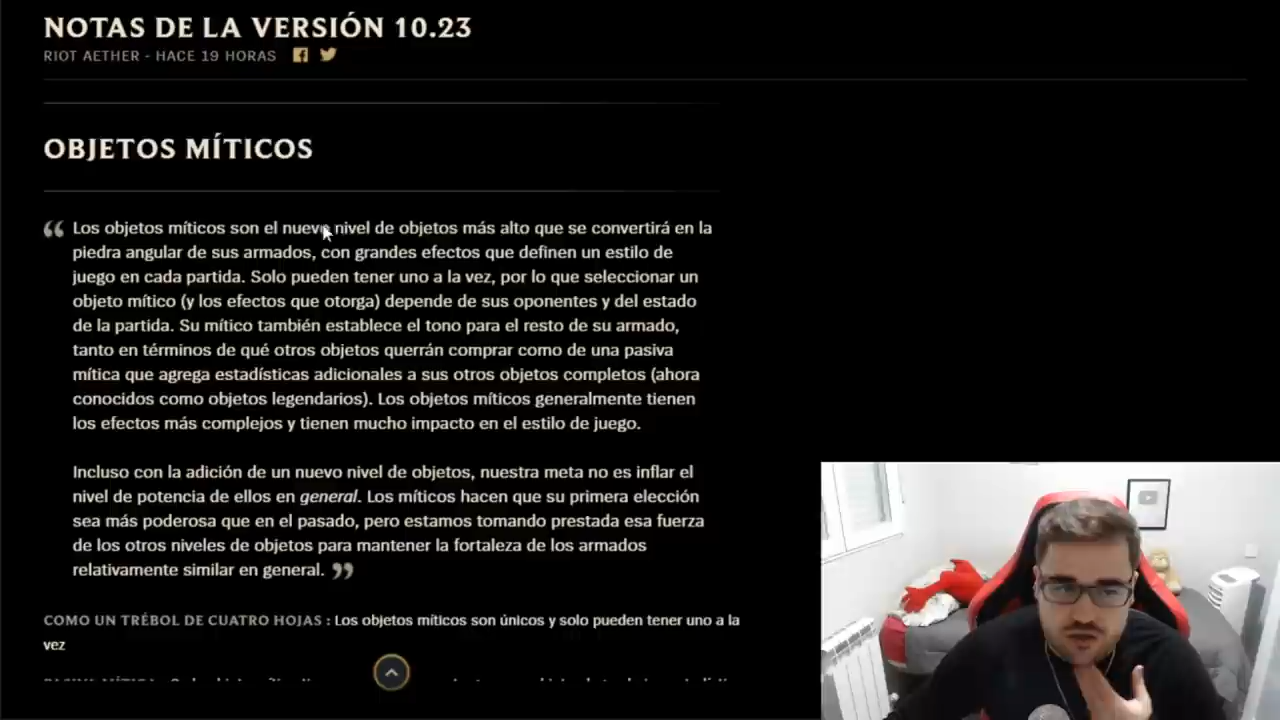 NOTAS DE LA VERSIÓN 10.23
RIOT AETHER - HACE 19 HORAS
OBJETOS MÍTICOS
“ Los objetos míticos son el nuevo nivel de objetos más alto que se convertirá en la
piedra angular de sus armados, con grandes efectos que definen un estilo de
juego en cada partida. Solo pueden tener uno a la vez, por lo que seleccionar un
objeto mítico (y los efectos que otorga) depende de sus oponentes y del estado
de la partida. Su mítico también establece el tono para el resto de su armado,
tanto en términos de qué otros objetos querrán comprar como de una pasiva
mítica que agrega estadísticas adicionales a sus otros objetos completos (ahora
conocidos como objetos legendarios). Los objetos míticos generalmente tienen
los efectos más complejos y tienen mucho impacto en el estilo de juego.
Incluso con la adición de un nuevo nivel de objetos, nuestra meta no es inflar el
nivel de potencia de ellos en general. Los míticos hacen que su primera elección
sea más poderosa que en el pasado, pero estamos tomando prestada esa fuerza
de los otros niveles de objetos para mantener la fortaleza de los armados
relativamente similar en general. ”
COMO UN TRÉBOL DE CUATRO HOJAS : Los objetos míticos son únicos y solo pueden tener uno a la
vez